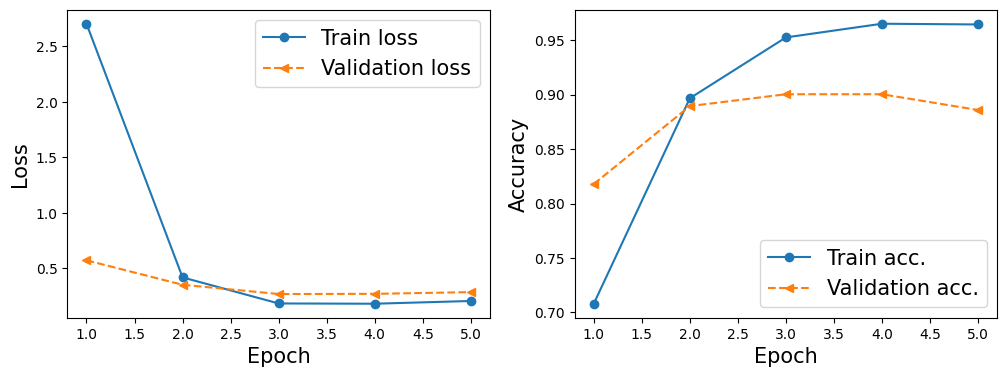 2.5
2.0
1.5
1.0
0.5
Loss
Train loss
Validation loss
1.0 1.5 2.0 2.5 3.0 3.5 4.0 4.5 5.0
Epoch
0.95
0.90
0.85
0.80
0.75
0.70
Accuracy
Train acc.
Validation acc.
1.0 1.5 2.0 2.5 3.0 3.5 4.0 4.5 5.0
Epoch